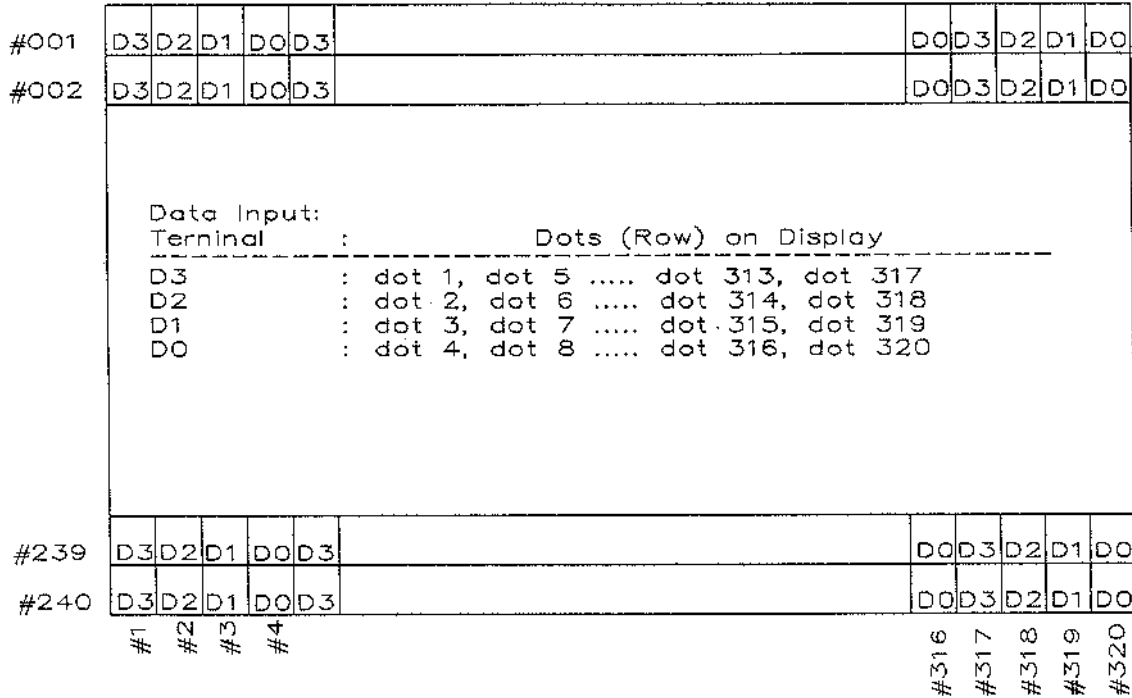 #001 D3 D2 D1 D0 D3 D0 D3 D2 D1 D0
#002 D3 D2 D1 D0 D3 D0 D3 D2 D1 D0
Data Input:
Terninal : Dots (Row) on Display
D3 : dot 1, dot 5 ..... dot 313, dot 317
D2 : dot 2, dot 6 ..... dot 314, dot 318
D1 : dot 3, dot 7 ..... dot 315, dot 319
D0 : dot 4, dot 8 ..... dot 316, dot 320
#239 D3 D2 D1 D0 D3 D0 D3 D2 D1 D0
#240 D3 D2 D1 D0 D3 D0 D3 D2 D1 D0
#1 #2 #3 #4 #316 #317 #318 #319 #320